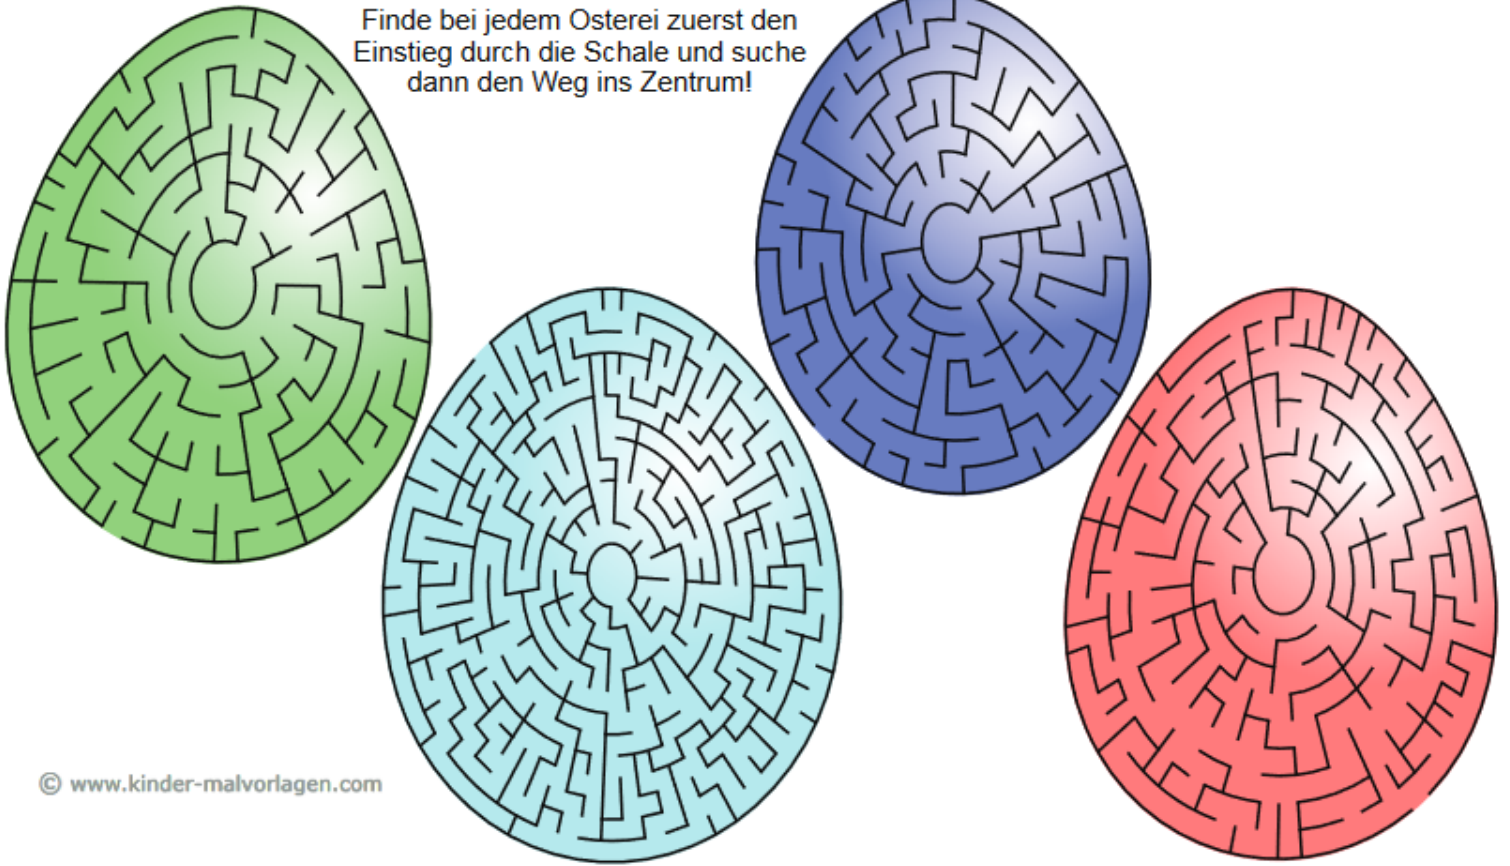 Finde bei jedem Osterei zuerst den
Einstieg durch die Schale und suche
dann den Weg ins Zentrum!
© www.kinder-malvorlagen.com